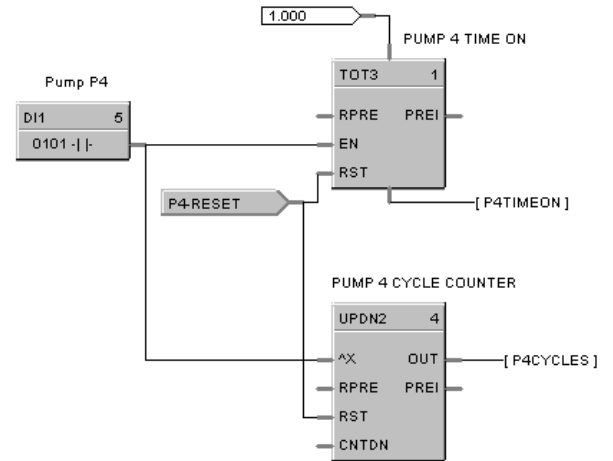 1.000
PUMP 4 TIME ON
TOT3 1
RPRE PREI
EN
RST
Pump P4
DI1 5
0101 -| |-
P4-RESET
[ P4TIMEON ]
PUMP 4 CYCLE COUNTER
UPDN2 4
^X OUT
[ P4CYCLES ]
RPRE PREI
RST
CNTDN